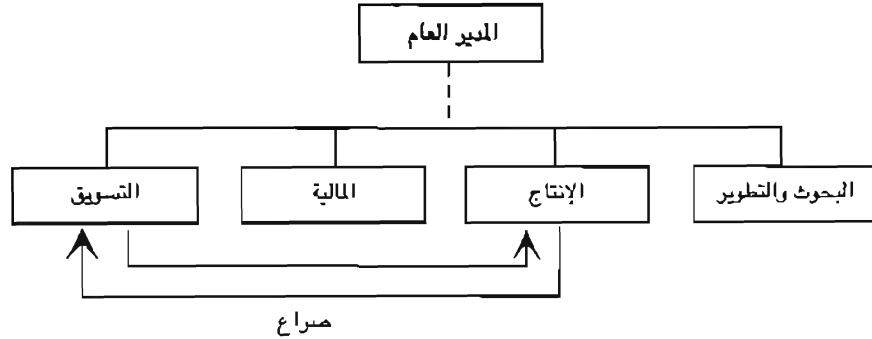 المدير العام
البحوث والتطوير
الإنتاج
المالية
التسويق
صراع